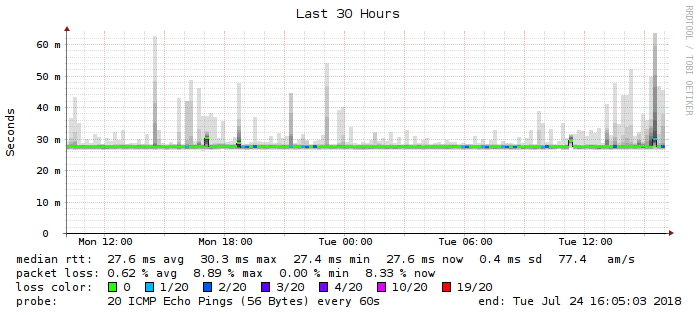 Last 30 Hours
RRDTOOL / TOBI OETIKER
Seconds
60 m
50 m
40 m
30 m
20 m
10 m
0
Mon 12:00 Mon 18:00 Tue 00:00 Tue 06:00 Tue 12:00
median rtt: 27.6 ms avg 30.3 ms max 27.4 ms min 27.6 ms now 0.4 ms sd 77.4 am/s
packet loss: 0.62 % avg 8.89 % max 0.00 % min 8.33 % now
loss color: 0 1/20 2/20 3/20 4/20 10/20 19/20
probe: 20 ICMP Echo Pings (56 Bytes) every 60s end: Tue Jul 24 16:05:03 2018